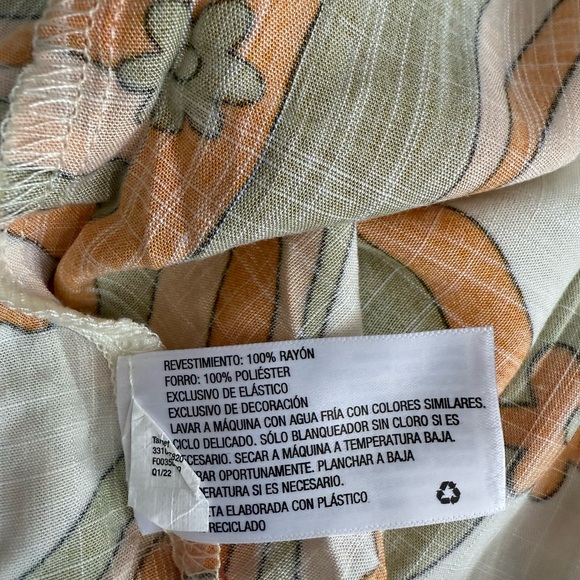 REVESTIMIENTO: 100% RAYÓN
FORRO: 100% POLIÉSTER
EXCLUSIVO DE ELÁSTICO
EXCLUSIVO DE DECORACIÓN
LAVAR A MÁQUINA CON AGUA FRÍA CON COLORES SIMILARES.
CICLO DELICADO. SÓLO BLANQUEADOR SIN CLORO SI ES
CESARIO. SECAR A MÁQUINA A TEMPERATURA BAJA.
OPORTUNAMENTE. PLANCHAR A BAJA
SI ES NECESARIO.
ELABORADA CON PLÁSTICO
RECICLADO
Q1/22